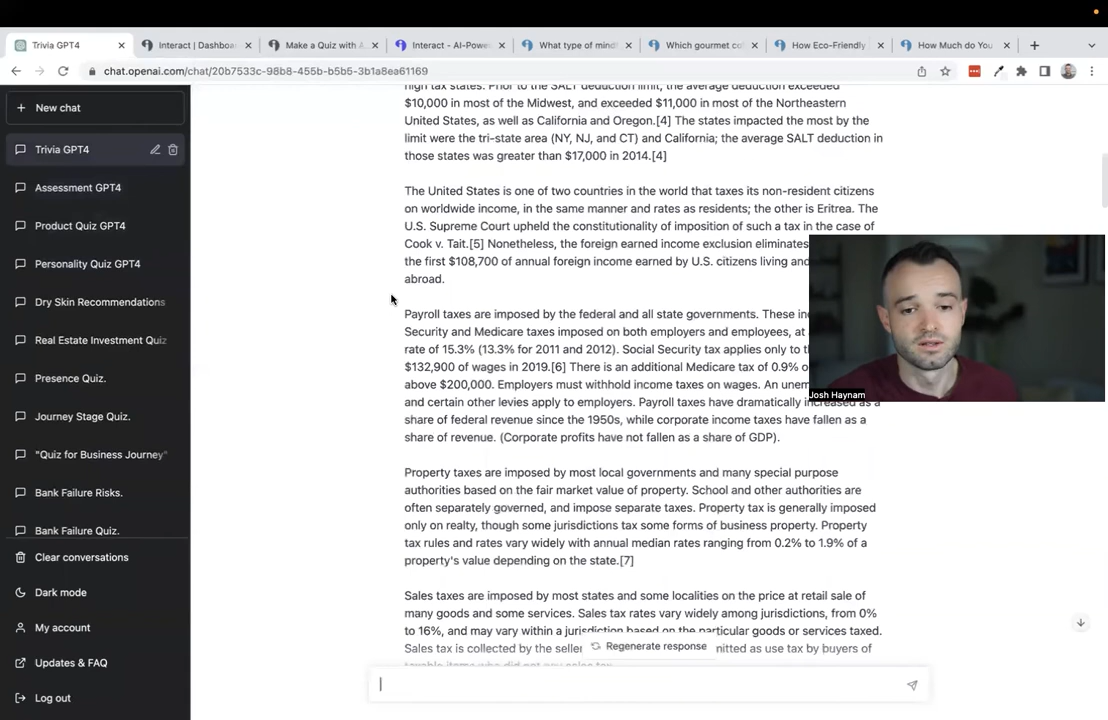 Trivia GPT4
Interact | Dashboar
Make a Quiz with A
Interact - AI-Power
What type of mindf
Which gourmet co
How Eco-Friendly
How Much do You
chat.openai.com/chat/20b7533c-98b8-455b-b5b5-3b1a8ea61169
New chat
Trivia GPT4
Assessment GPT4
Product Quiz GPT4
Personality Quiz GPT4
Dry Skin Recommendations
Real Estate Investment Quiz
Presence Quiz.
Journey Stage Quiz.
"Quiz for Business Journey"
Bank Failure Risks.
Bank Failure Quiz.
Clear conversations
Dark mode
My account
Updates & FAQ
Log out
high tax states. Prior to the SALT deduction limit, the average deduction exceeded
$10,000 in most of the Midwest, and exceeded $11,000 in most of the Northeastern
United States, as well as California and Oregon.[4] The states impacted the most by the
limit were the tri-state area (NY, NJ, and CT) and California; the average SALT deduction in
those states was greater than $17,000 in 2014.[4]
The United States is one of two countries in the world that taxes its non-resident citizens
on worldwide income, in the same manner and rates as residents; the other is Eritrea. The
U.S. Supreme Court upheld the constitutionality of imposition of such a tax in the case of
Cook v. Tait.[5] Nonetheless, the foreign earned income exclusion eliminates
the first $108,700 of annual foreign income earned by U.S. citizens living and
abroad.
Payroll taxes are imposed by the federal and all state governments. These in
Security and Medicare taxes imposed on both employers and employees, at
rate of 15.3% (13.3% for 2011 and 2012). Social Security tax applies only to th
$132,900 of wages in 2019.[6] There is an additional Medicare tax of 0.9% o
above $200,000. Employers must withhold income taxes on wages. An unem
and certain other levies apply to employers. Payroll taxes have dramatically increased as a
share of federal revenue since the 1950s, while corporate income taxes have fallen as a
share of revenue. (Corporate profits have not fallen as a share of GDP).
Property taxes are imposed by most local governments and many special purpose
authorities based on the fair market value of property. School and other authorities are
often separately governed, and impose separate taxes. Property tax is generally imposed
only on realty, though some jurisdictions tax some forms of business property. Property
tax rules and rates vary widely with annual median rates ranging from 0.2% to 1.9% of a
property's value depending on the state.[7]
Sales taxes are imposed by most states and some localities on the price at retail sale of
many goods and some services. Sales tax rates vary widely among jurisdictions, from 0%
to 16%, and may vary within a jurisdiction based on the particular goods or services taxed.
Sales tax is collected by the seller
mitted as use tax by buyers of
taxable items who did not pay sales tax
Regenerate response
Josh Haynam